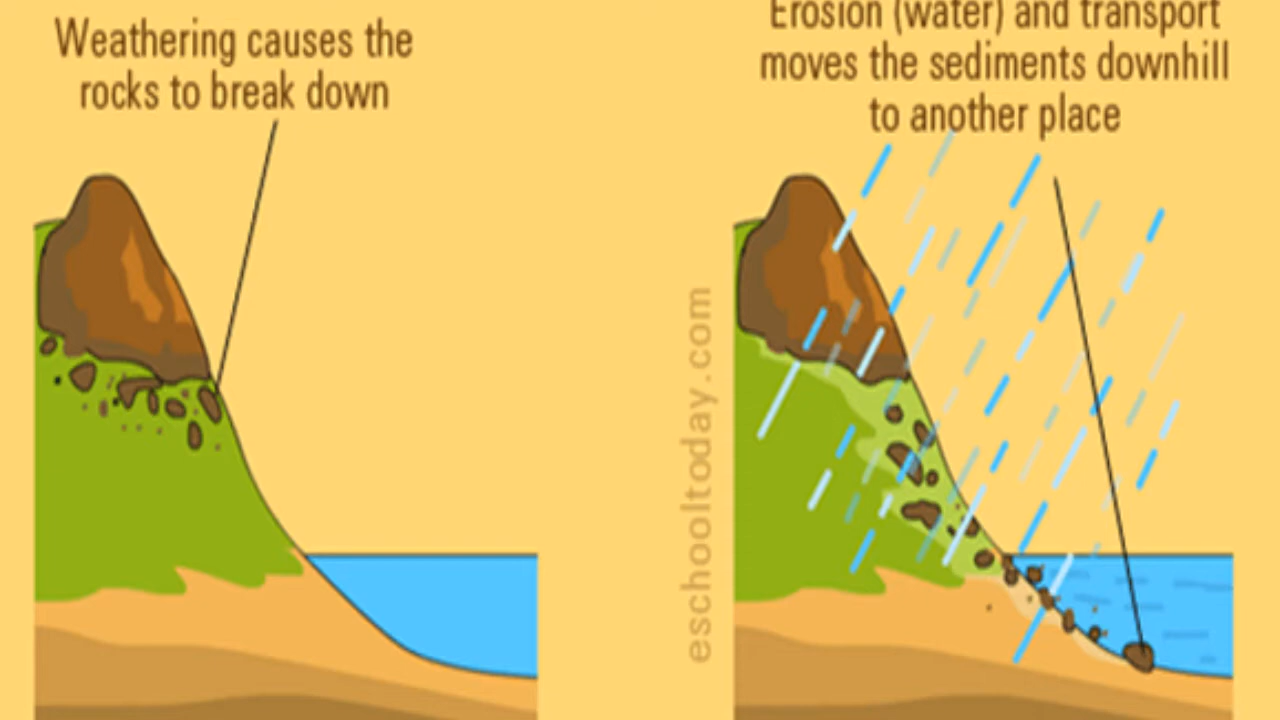 Weathering causes the
rocks to break down
Erosion (water) and transport
moves the sediments downhill
to another place
eschooltoday.com